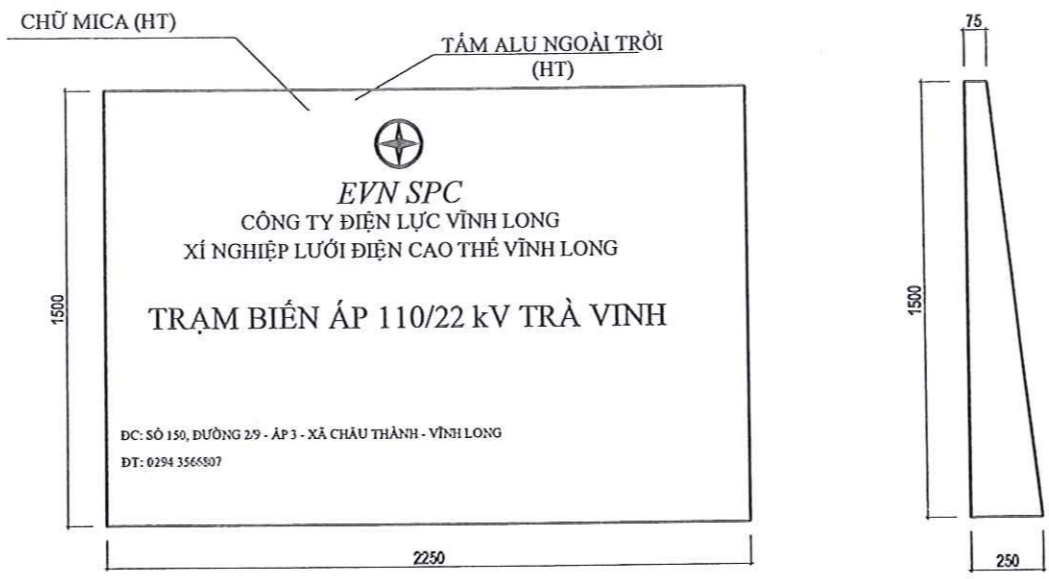 CHỮ MICA (HT)
TẤM ALU NGOÀI TRỜI
(HT)
75
EVN SPC
CÔNG TY ĐIỆN LỰC VĨNH LONG
XÍ NGHIỆP LƯỚI ĐIỆN CAO THẾ VĨNH LONG
1500
1500
TRẠM BIẾN ÁP 110/22 kV TRÀ VINH
ĐC: SỐ 150, ĐƯỜNG 2/9 - ẤP 3 - XÃ CHÂU THÀNH - VĨNH LONG
ĐT: 0294 3566807
2250
250